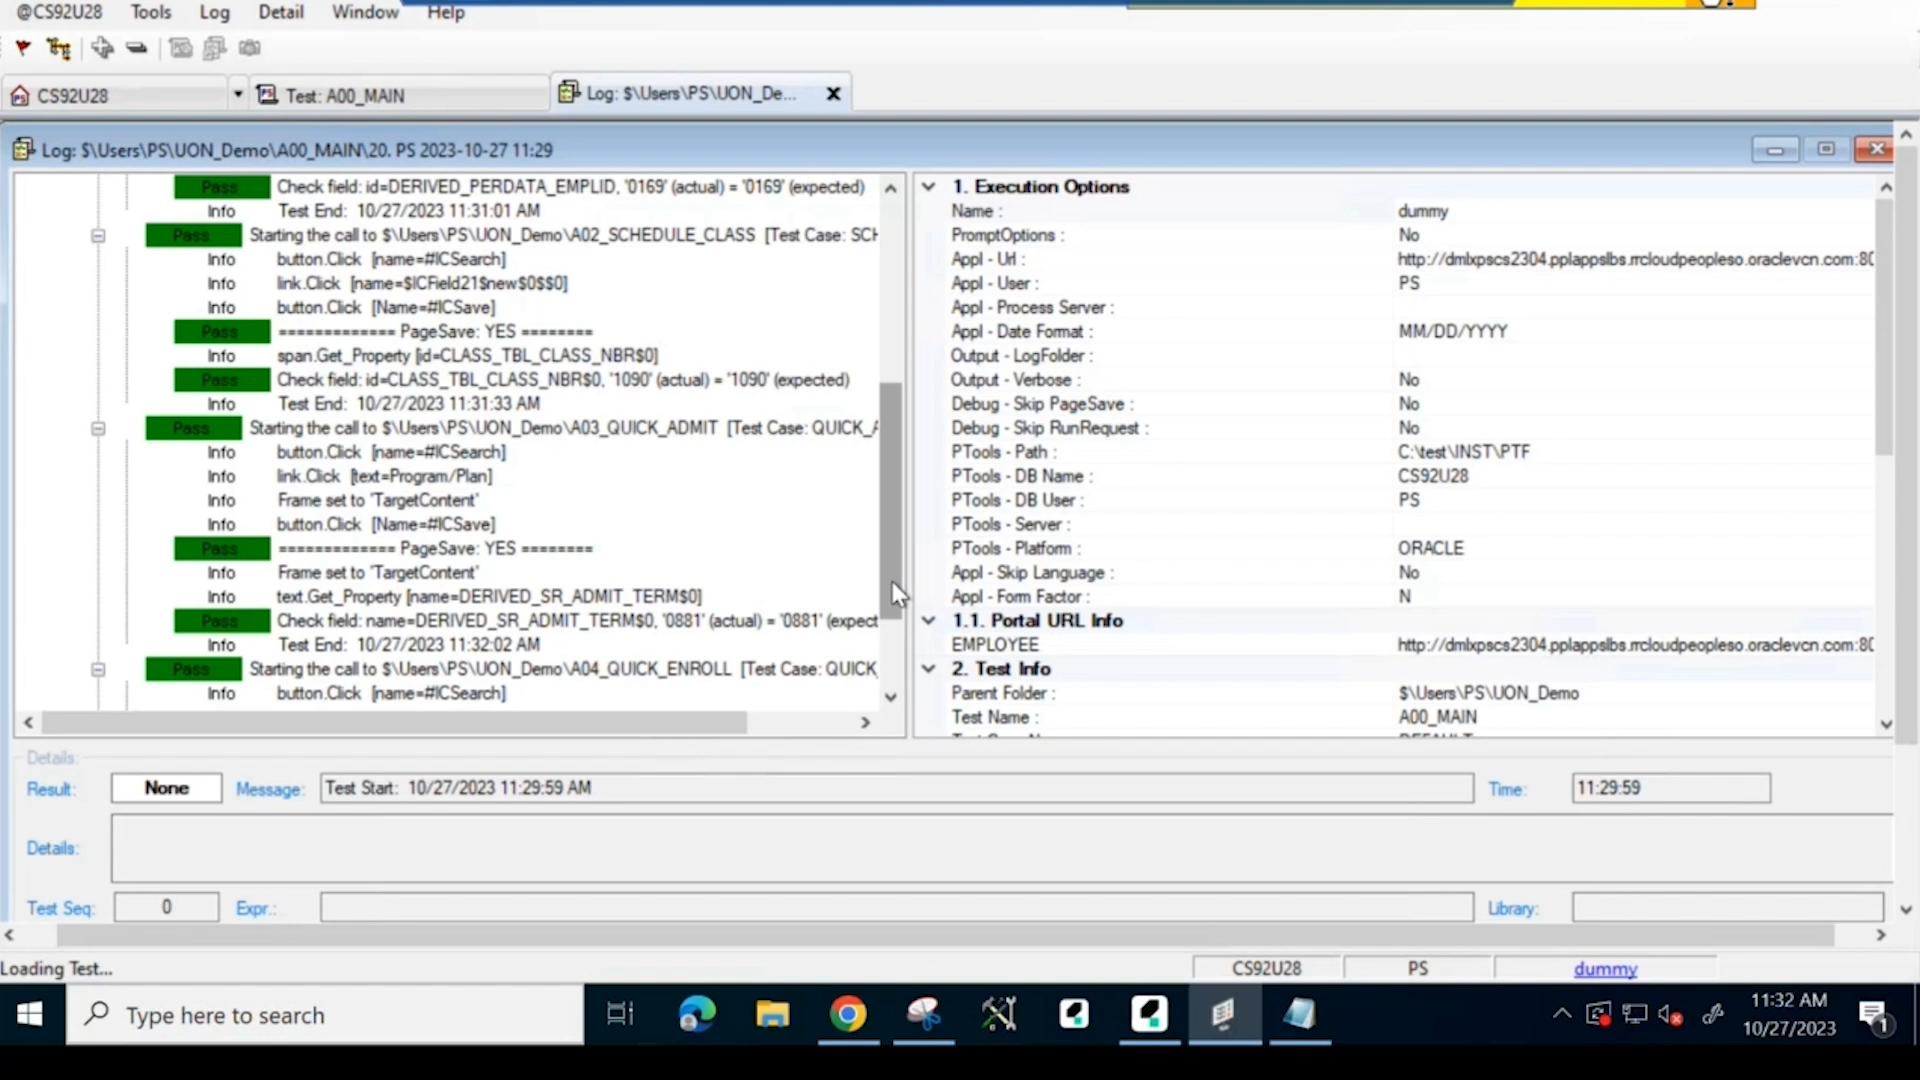 @CS92U28 Tools Log Detail Window Help
CS92U28
Test: A00_MAIN
Log: $\Users\PS\UON_De...
Log: $\Users\PS\UON_Demo\A00_MAIN\20. PS 2023-10-27 11:29
Pass Check field: id=DERIVED_PERDATA_EMPLID, '0169' (actual) = '0169' (expected)
Info Test End: 10/27/2023 11:31:01 AM
Pass Starting the call to $\Users\PS\UON_Demo\A02_SCHEDULE_CLASS [Test Case: SCH
Info button.Click [name=#ICSearch]
Info link.Click [name=$ICField21$new$0$$0]
Info button.Click [Name=#ICSave]
Pass ============= PageSave: YES ========
Info span.Get_Property [id=CLASS_TBL_CLASS_NBR$0]
Pass Check field: id=CLASS_TBL_CLASS_NBR$0, '1090' (actual) = '1090' (expected)
Info Test End: 10/27/2023 11:31:33 AM
Pass Starting the call to $\Users\PS\UON_Demo\A03_QUICK_ADMIT [Test Case: QUICK_A
Info button.Click [name=#ICSearch]
Info link.Click [text=Program/Plan]
Info Frame set to 'TargetContent'
Info button.Click [Name=#ICSave]
Pass ============= PageSave: YES ========
Info Frame set to 'TargetContent'
Info text.Get_Property [name=DERIVED_SR_ADMIT_TERM$0]
Pass Check field: name=DERIVED_SR_ADMIT_TERM$0, '0881' (actual) = '0881' (expect
Info Test End: 10/27/2023 11:32:02 AM
Pass Starting the call to $\Users\PS\UON_Demo\A04_QUICK_ENROLL [Test Case: QUICK_
Info button.Click [name=#ICSearch]
1. Execution Options
Name : dummy
PromptOptions : No
Appl - Url : http://dmlxpscs2304.pplappslbs.rrcloudpeopleso.oraclevcn.com:80
Appl - User : PS
Appl - Process Server :
Appl - Date Format : MM/DD/YYYY
Output - LogFolder :
Output - Verbose : No
Debug - Skip PageSave : No
Debug - Skip RunRequest : No
PTools - Path : C:\test\INST\PTF
PTools - DB Name : CS92U28
PTools - DB User : PS
PTools - Server :
PTools - Platform : ORACLE
Appl - Skip Language : No
Appl - Form Factor : N
1.1. Portal URL Info
EMPLOYEE http://dmlxpscs2304.pplappslbs.rrcloudpeopleso.oraclevcn.com:80
2. Test Info
Parent Folder : $\Users\PS\UON_Demo
Test Name : A00_MAIN
Details:
Result: None Message: Test Start: 10/27/2023 11:29:59 AM Time: 11:29:59
Details:
Test Seq: 0 Expr.: Library:
Loading Test... CS92U28 PS dummy
Type here to search
11:32 AM
10/27/2023
1